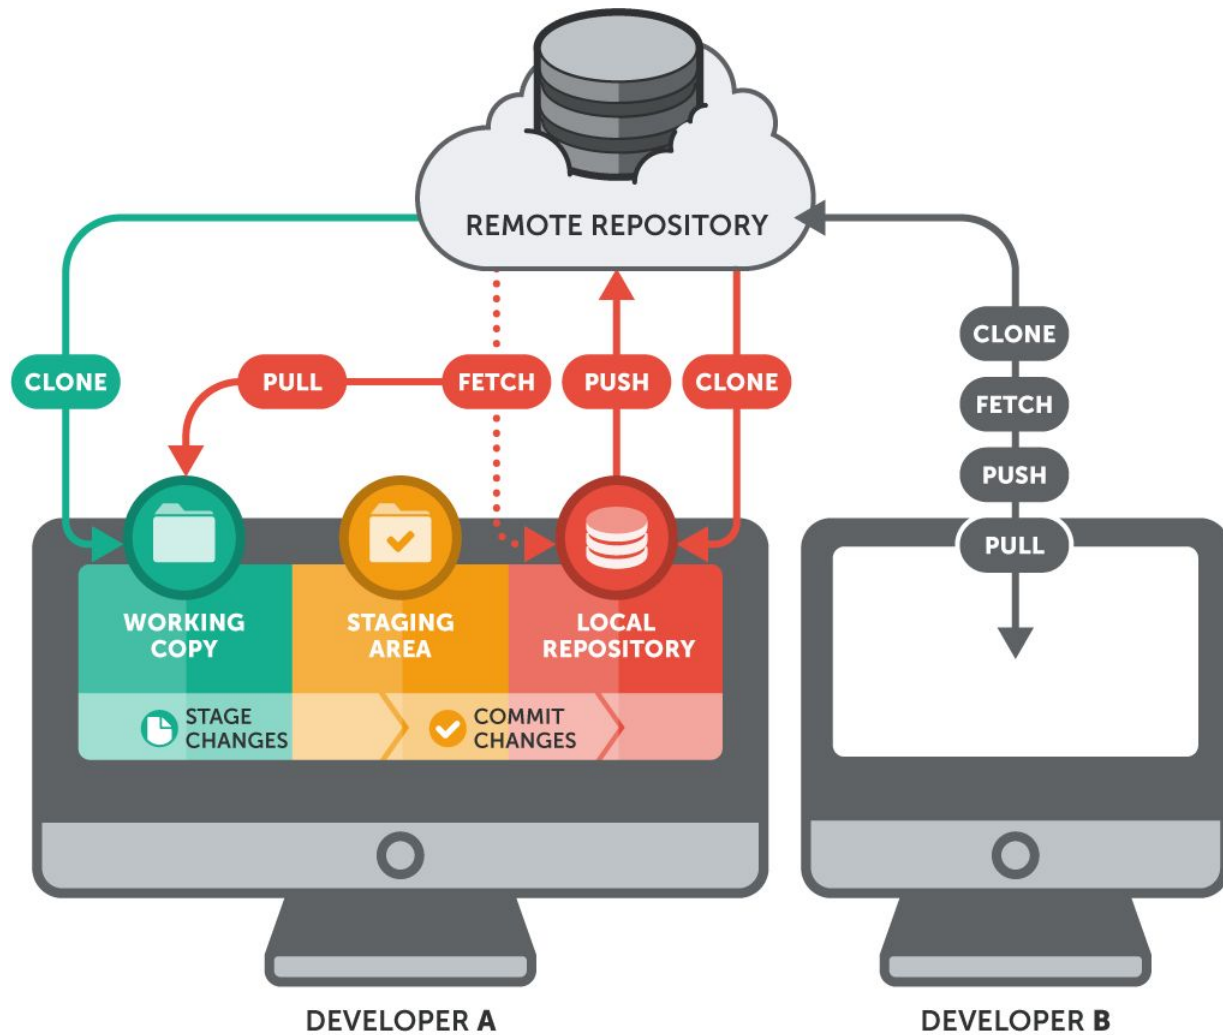 REMOTE REPOSITORY
CLONE
PULL
FETCH
PUSH
CLONE
CLONE
FETCH
PUSH
PULL
WORKING
COPY
STAGING
AREA
LOCAL
REPOSITORY
STAGE
CHANGES
COMMIT
CHANGES
DEVELOPER A
DEVELOPER B